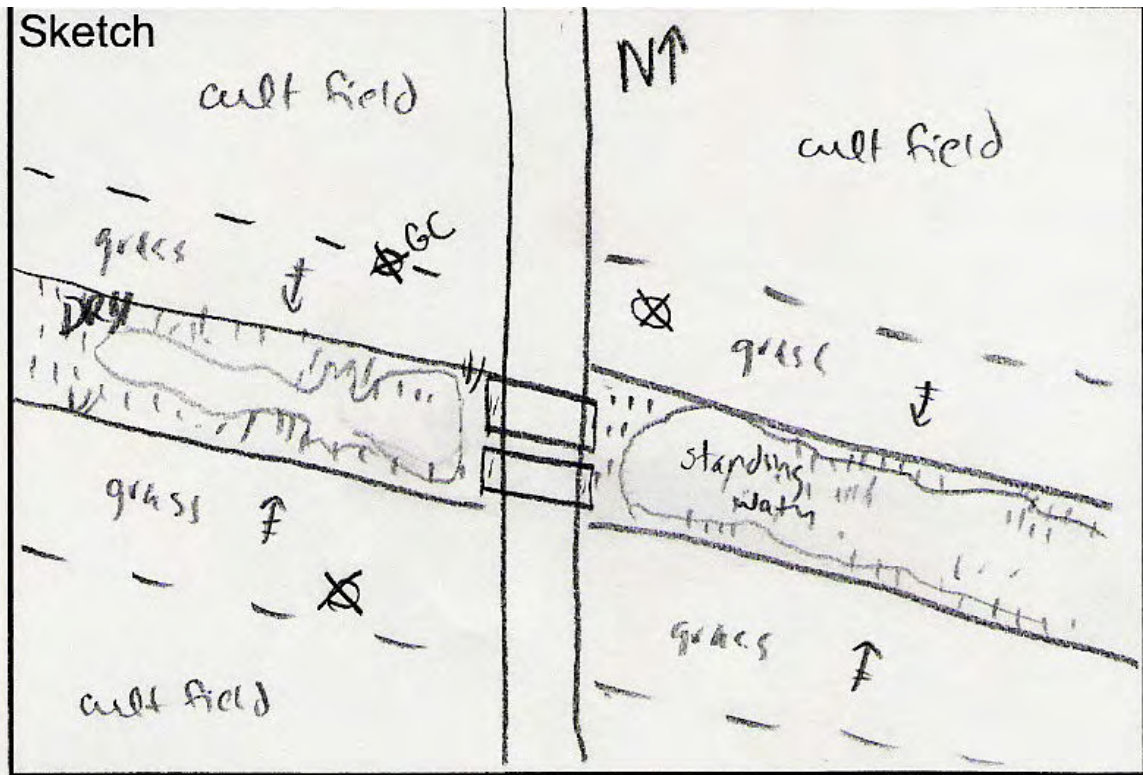 Sketch
N↑
cult field
cult field
GC
grass
DRY
grass
standing
water
grass
grass
cult field